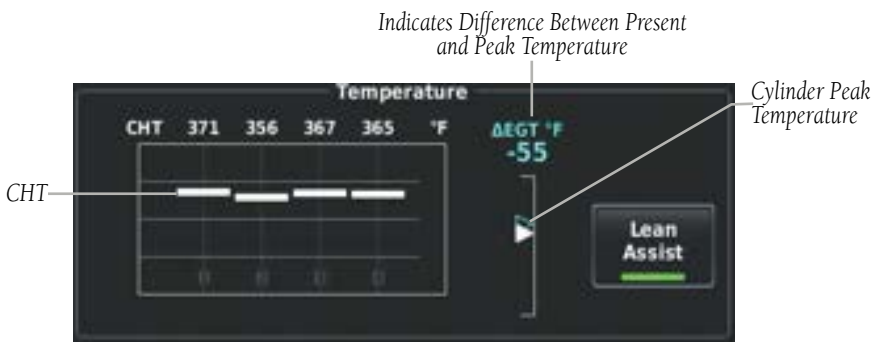 Indicates Difference Between Present
and Peak Temperature
Temperature
Cylinder Peak
Temperature
CHT 371 356 367 365 °F
ΔEGT °F
-55
CHT
Lean
Assist